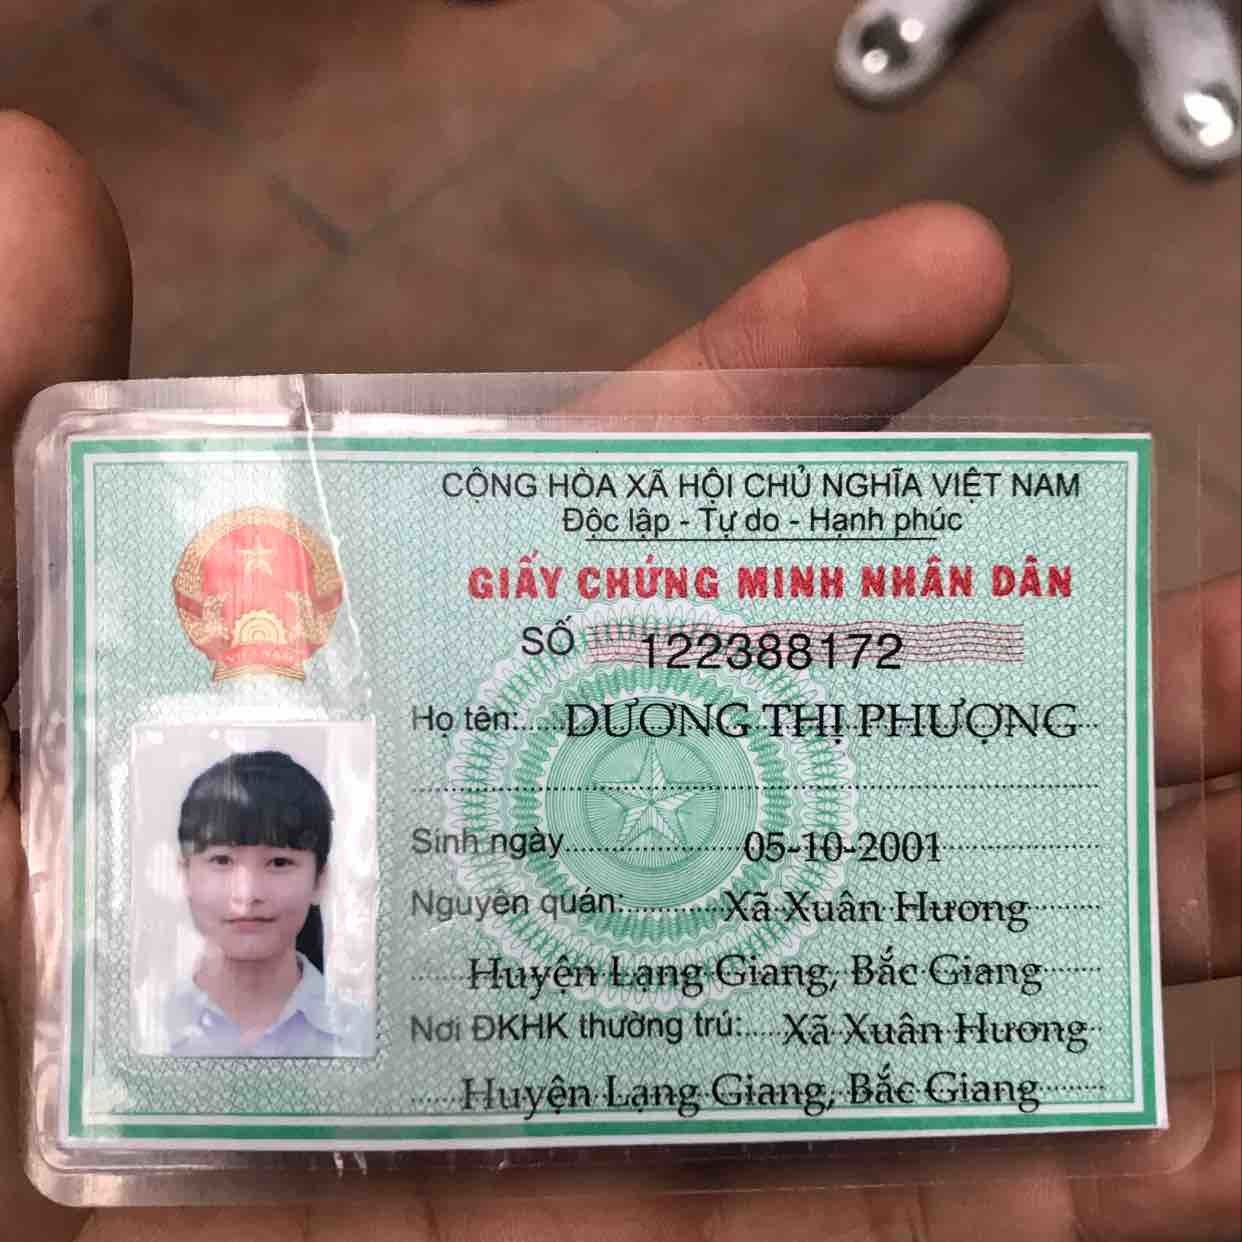 CỘNG HÒA XÃ HỘI CHỦ NGHĨA VIỆT NAM
Độc lập - Tự do - Hạnh phúc
GIẤY CHỨNG MINH NHÂN DÂN
SỐ 122388172
Họ tên: DƯƠNG THỊ PHƯỢNG
Sinh ngày 05-10-2001
Nguyên quán: Xã Xuân Hương
Huyện Lạng Giang, Bắc Giang
Nơi ĐKHK thường trú: Xã Xuân Hương
Huyện Lạng Giang, Bắc Giang